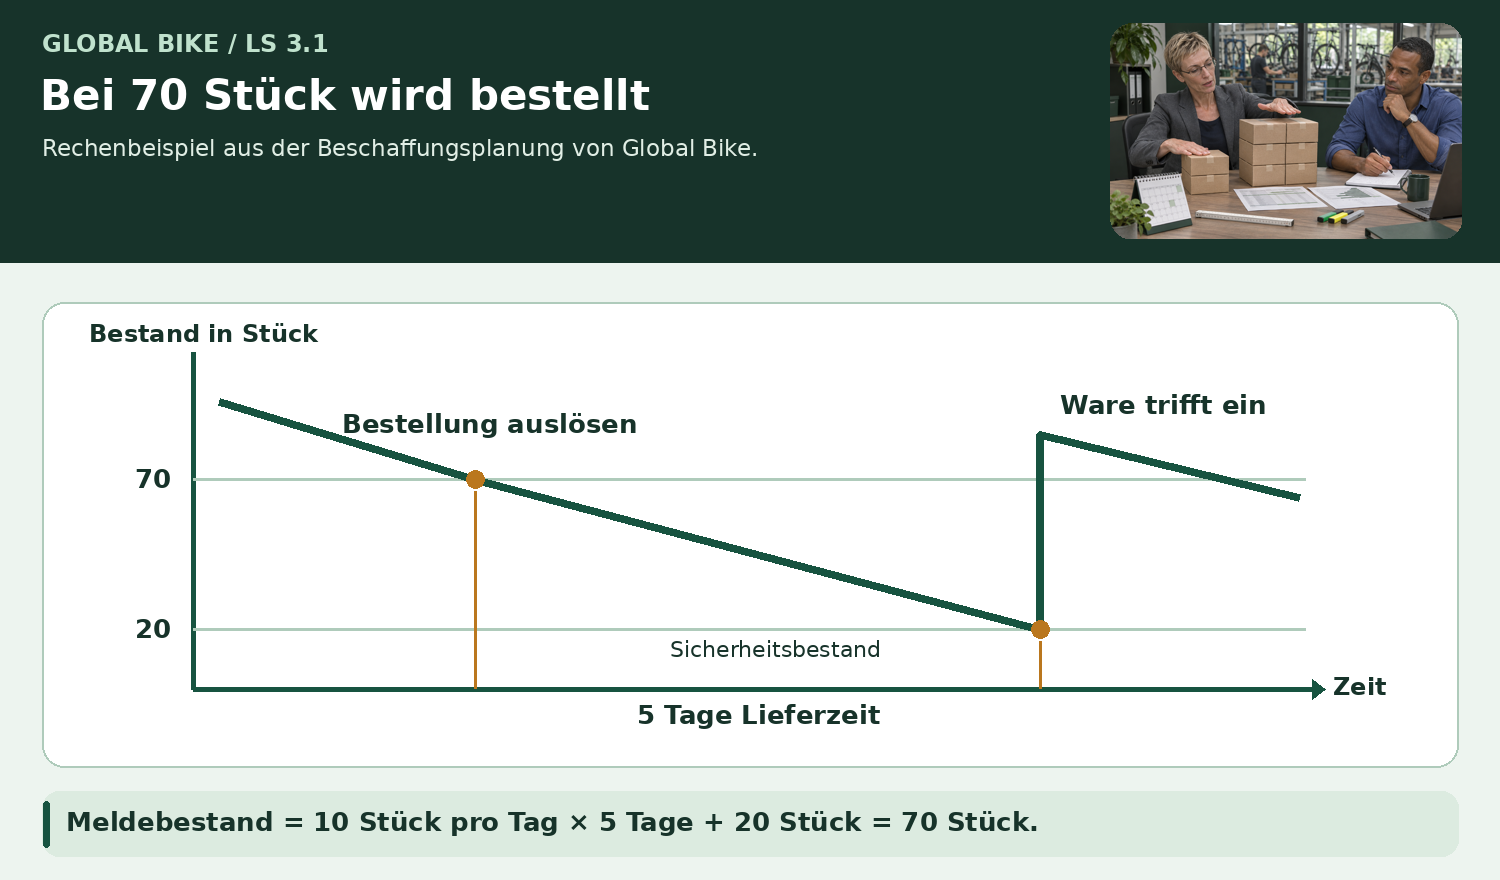 GLOBAL BIKE / LS 3.1
Bei 70 Stück wird bestellt
Rechenbeispiel aus der Beschaffungsplanung von Global Bike.
Bestand in Stück
Ware trifft ein
Bestellung auslösen
70
20
Sicherheitsbestand
Zeit
5 Tage Lieferzeit
Meldebestand = 10 Stück pro Tag × 5 Tage + 20 Stück = 70 Stück.